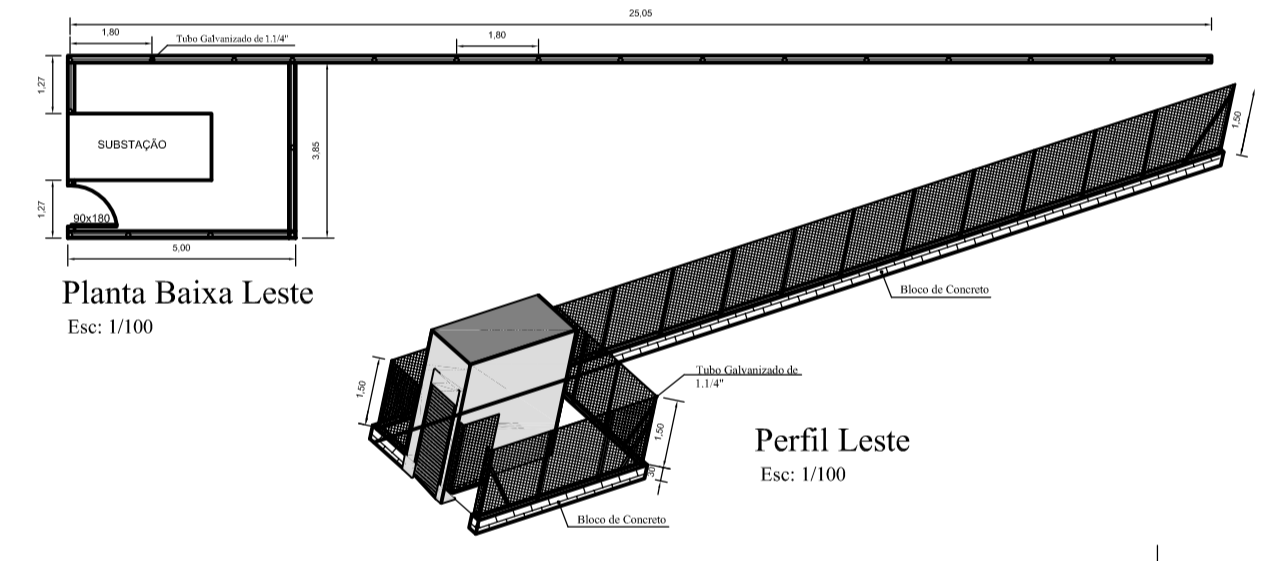 25,05
1,80
Tubo Galvanizado de 1.1/4"
1,80
1,27
SUBSTAÇÃO
3,85
1,27
90x180
5,00
Planta Baixa Leste
Esc: 1/100
1,50
Bloco de Concreto
1,50
Tubo Galvanizado de
1.1/4"
1,50
30
Perfil Leste
Esc: 1/100
Bloco de Concreto